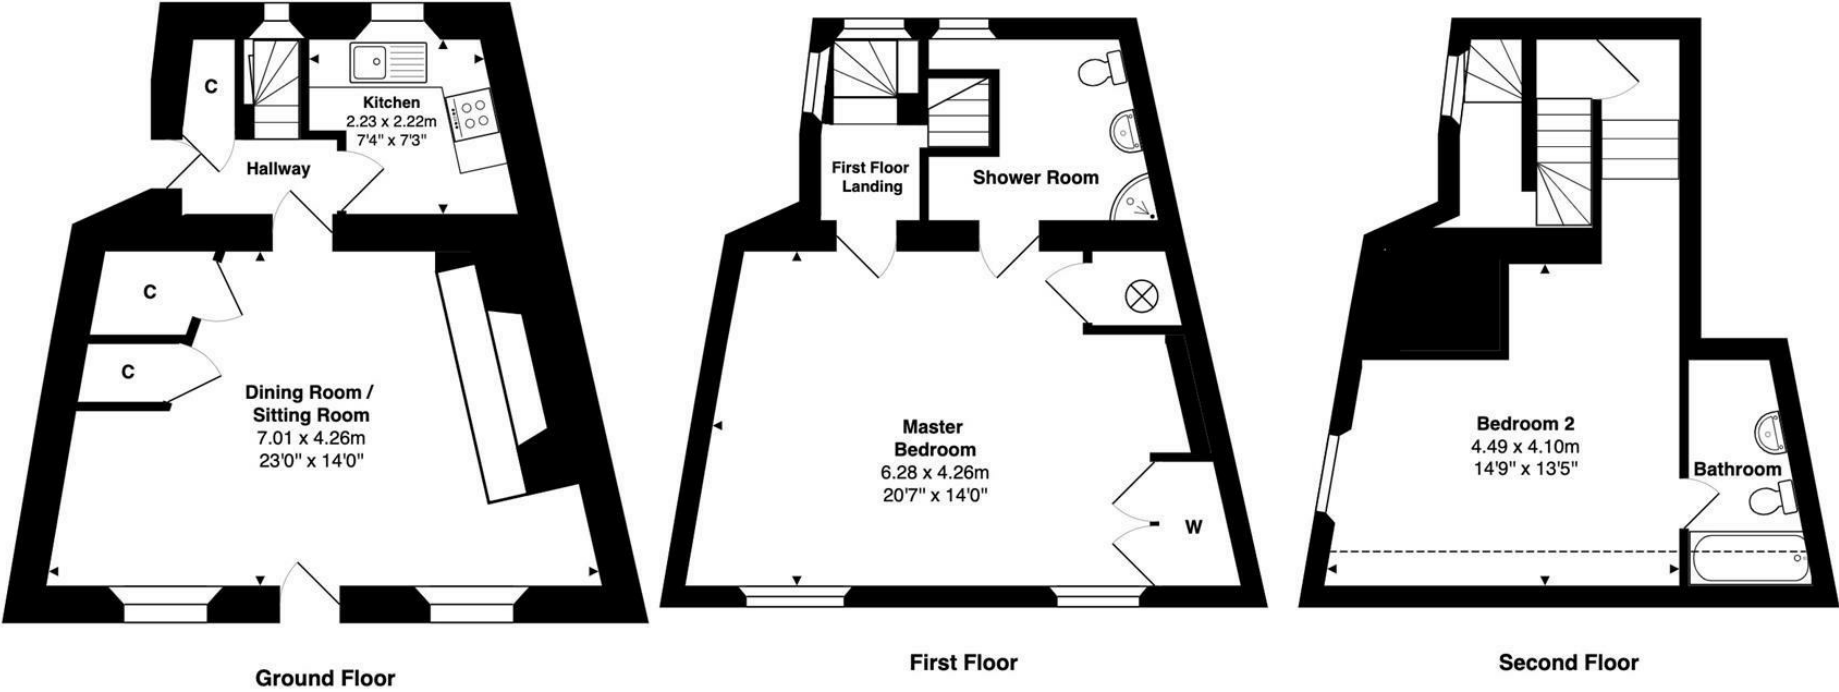 C
Kitchen
2.23 x 2.22m
7'4" x 7'3"
Hallway
C
C
Dining Room /
Sitting Room
7.01 x 4.26m
23'0" x 14'0"
Ground Floor
First Floor
Landing
Shower Room
Master
Bedroom
6.28 x 4.26m
20'7" x 14'0"
W
First Floor
Bedroom 2
4.49 x 4.10m
14'9" x 13'5"
Bathroom
Second Floor